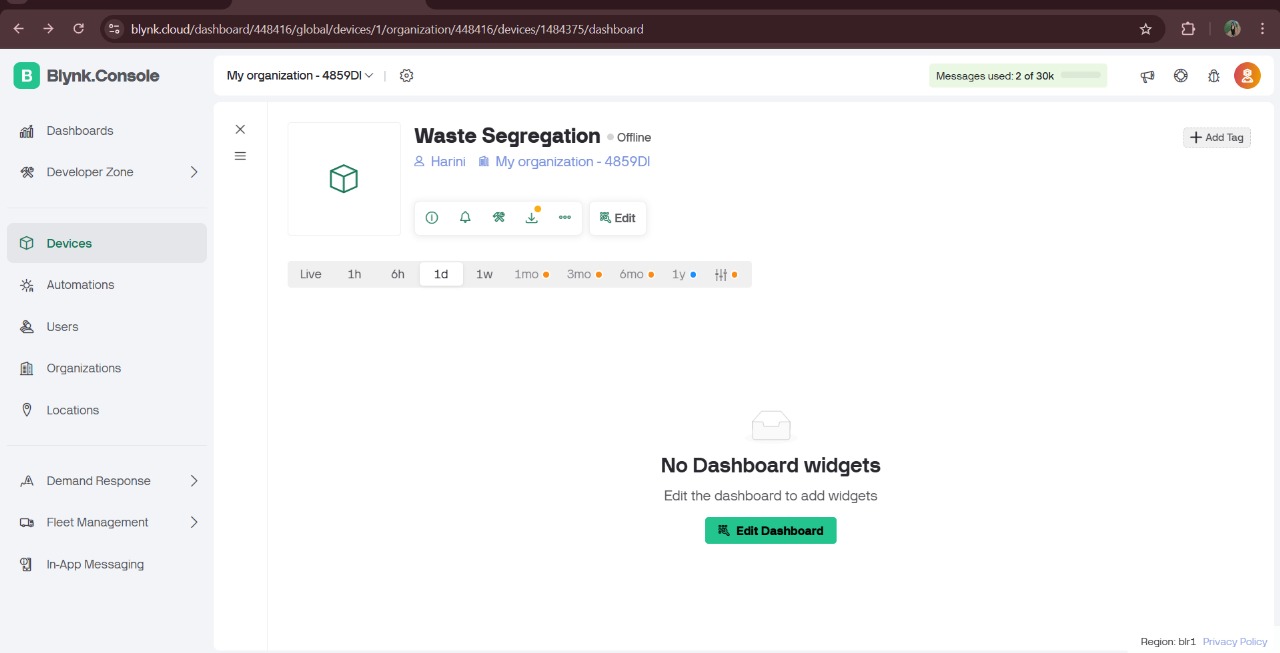 blynk.cloud/dashboard/448416/global/devices/1/organization/448416/devices/1484375/dashboard
B Blynk.Console
My organization - 4859DI
Messages used: 2 of 30k
Dashboards
Developer Zone
Devices
Automations
Users
Organizations
Locations
Demand Response
Fleet Management
In-App Messaging
Waste Segregation Offline
Harini My organization - 4859DI
Add Tag
Edit
Live 1h 6h 1d 1w 1mo 3mo 6mo 1y
No Dashboard widgets
Edit the dashboard to add widgets
Edit Dashboard
Region: blr1 Privacy Policy